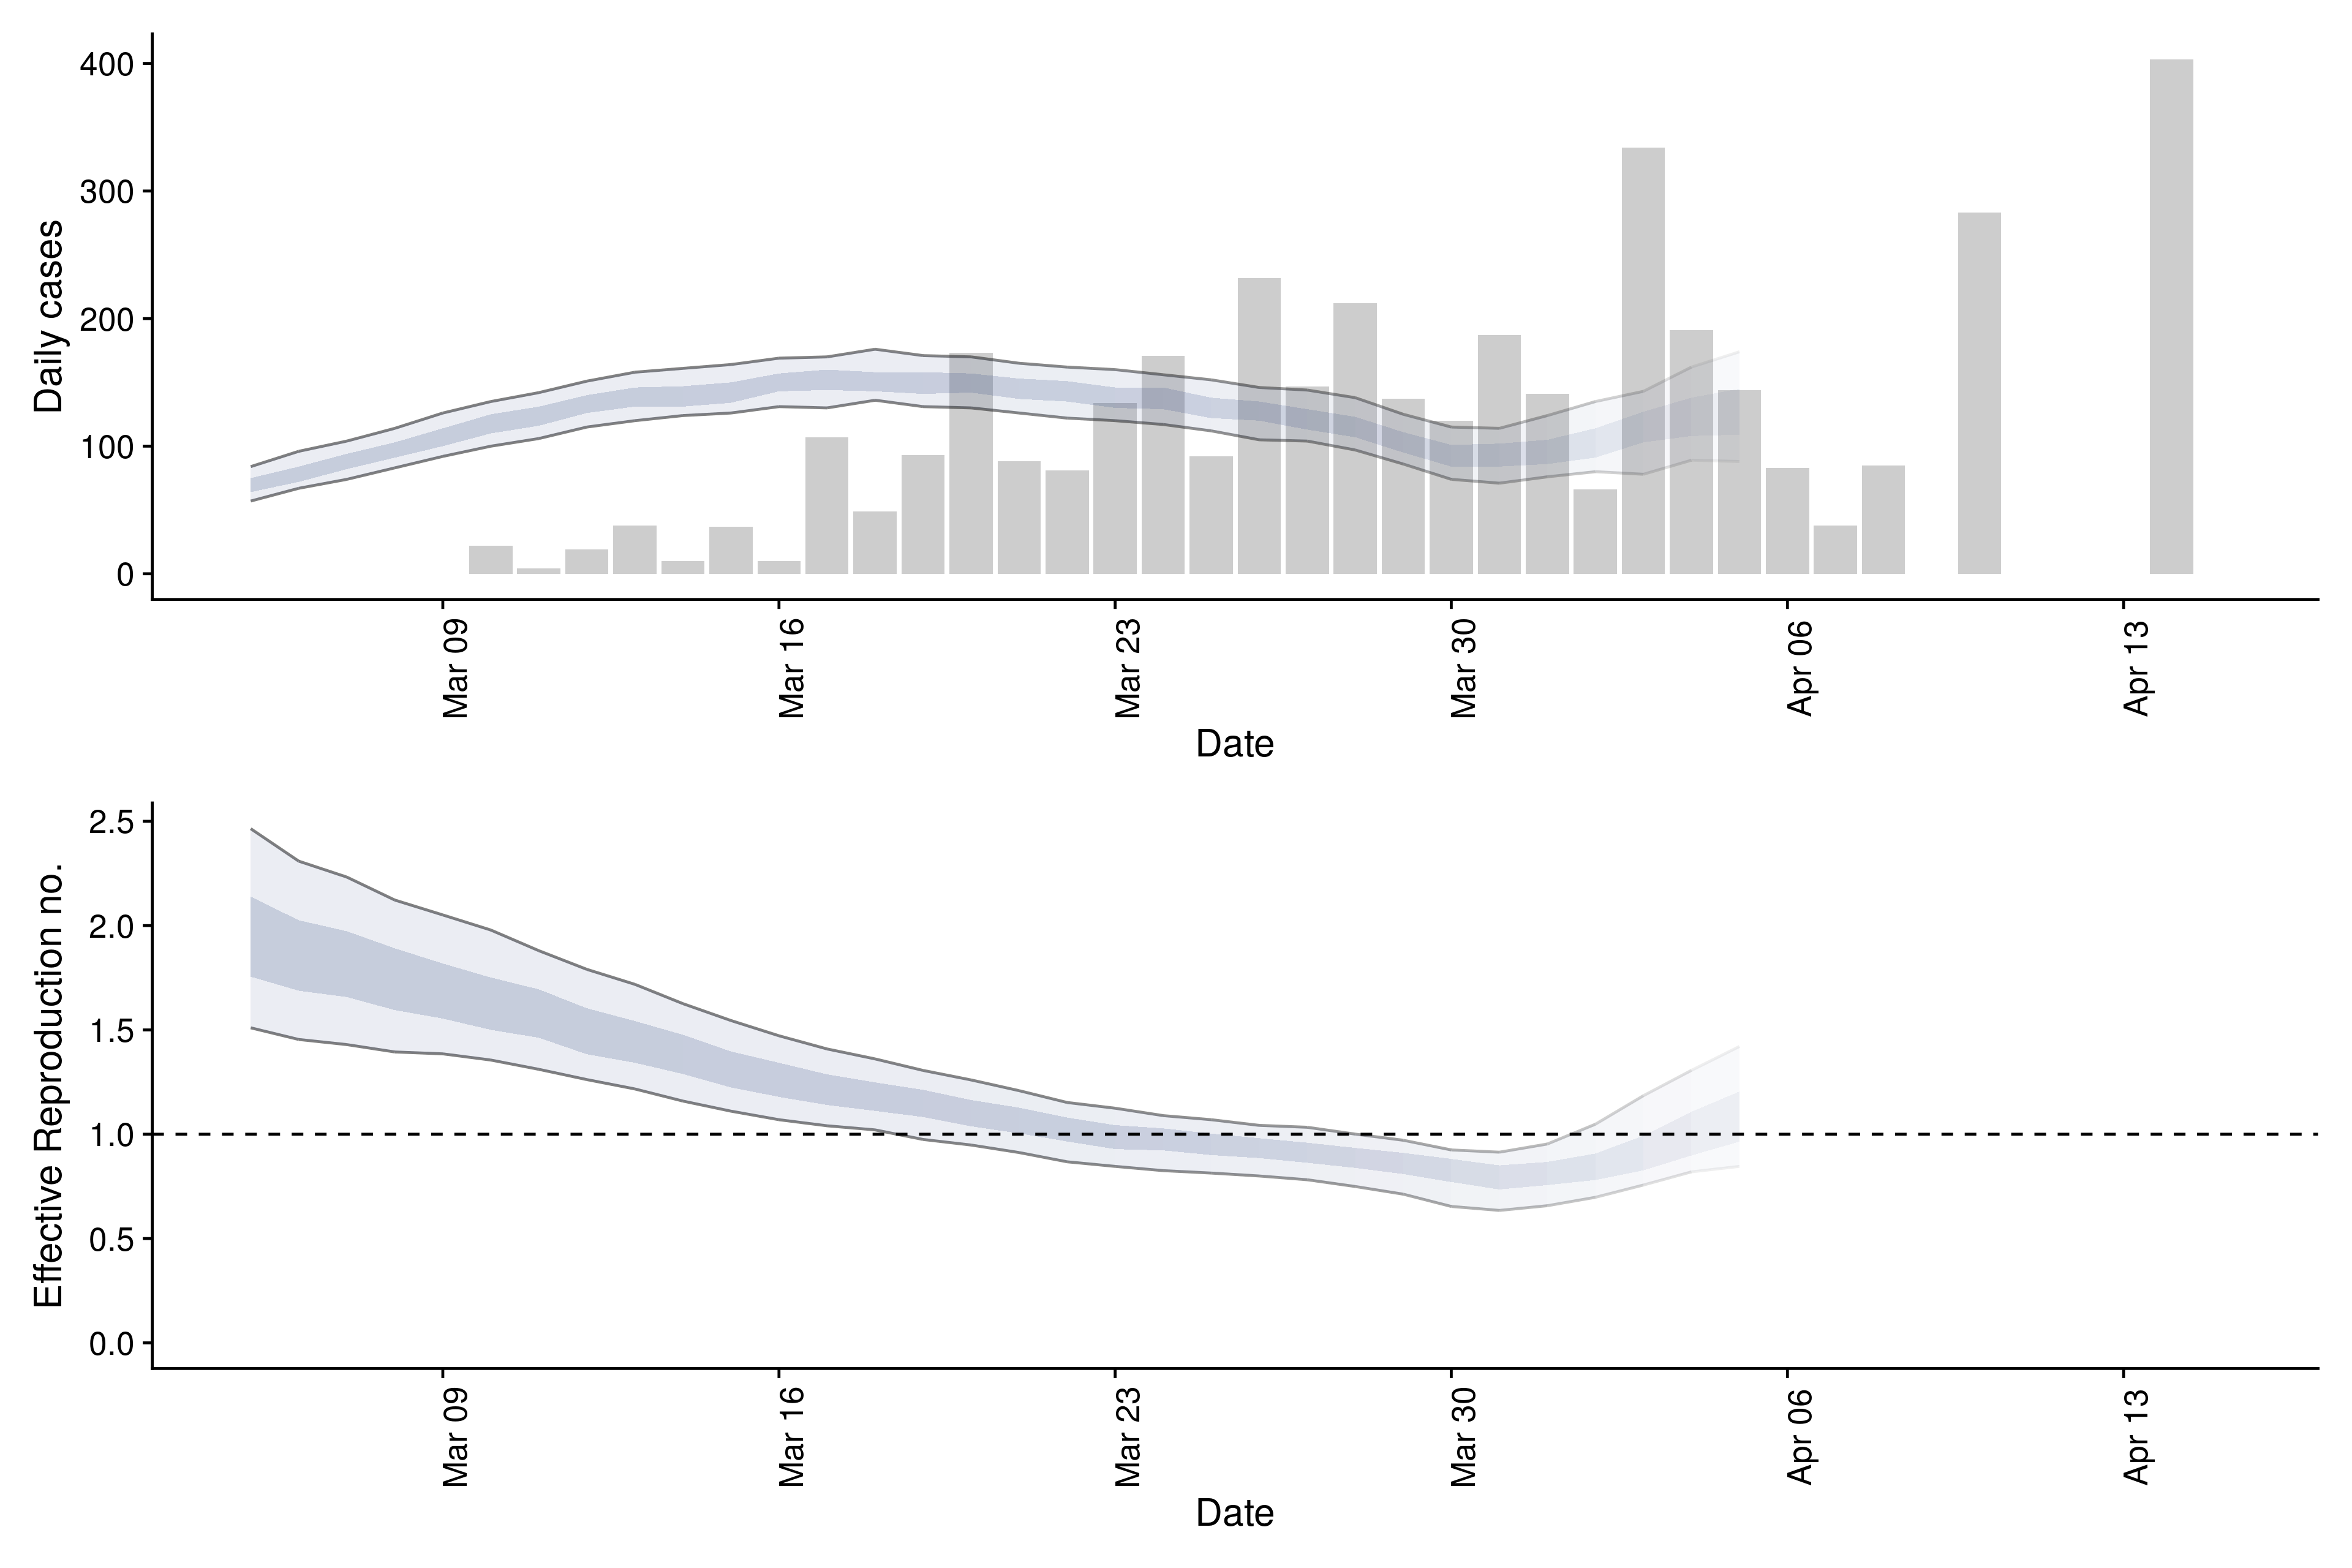 400
300
200
100
0
Daily cases
Mar 09
Mar 16
Mar 23
Mar 30
Apr 06
Apr 13
Date
2.5
2.0
1.5
1.0
0.5
0.0
Effective Reproduction no.
Mar 09
Mar 16
Mar 23
Mar 30
Apr 06
Apr 13
Date